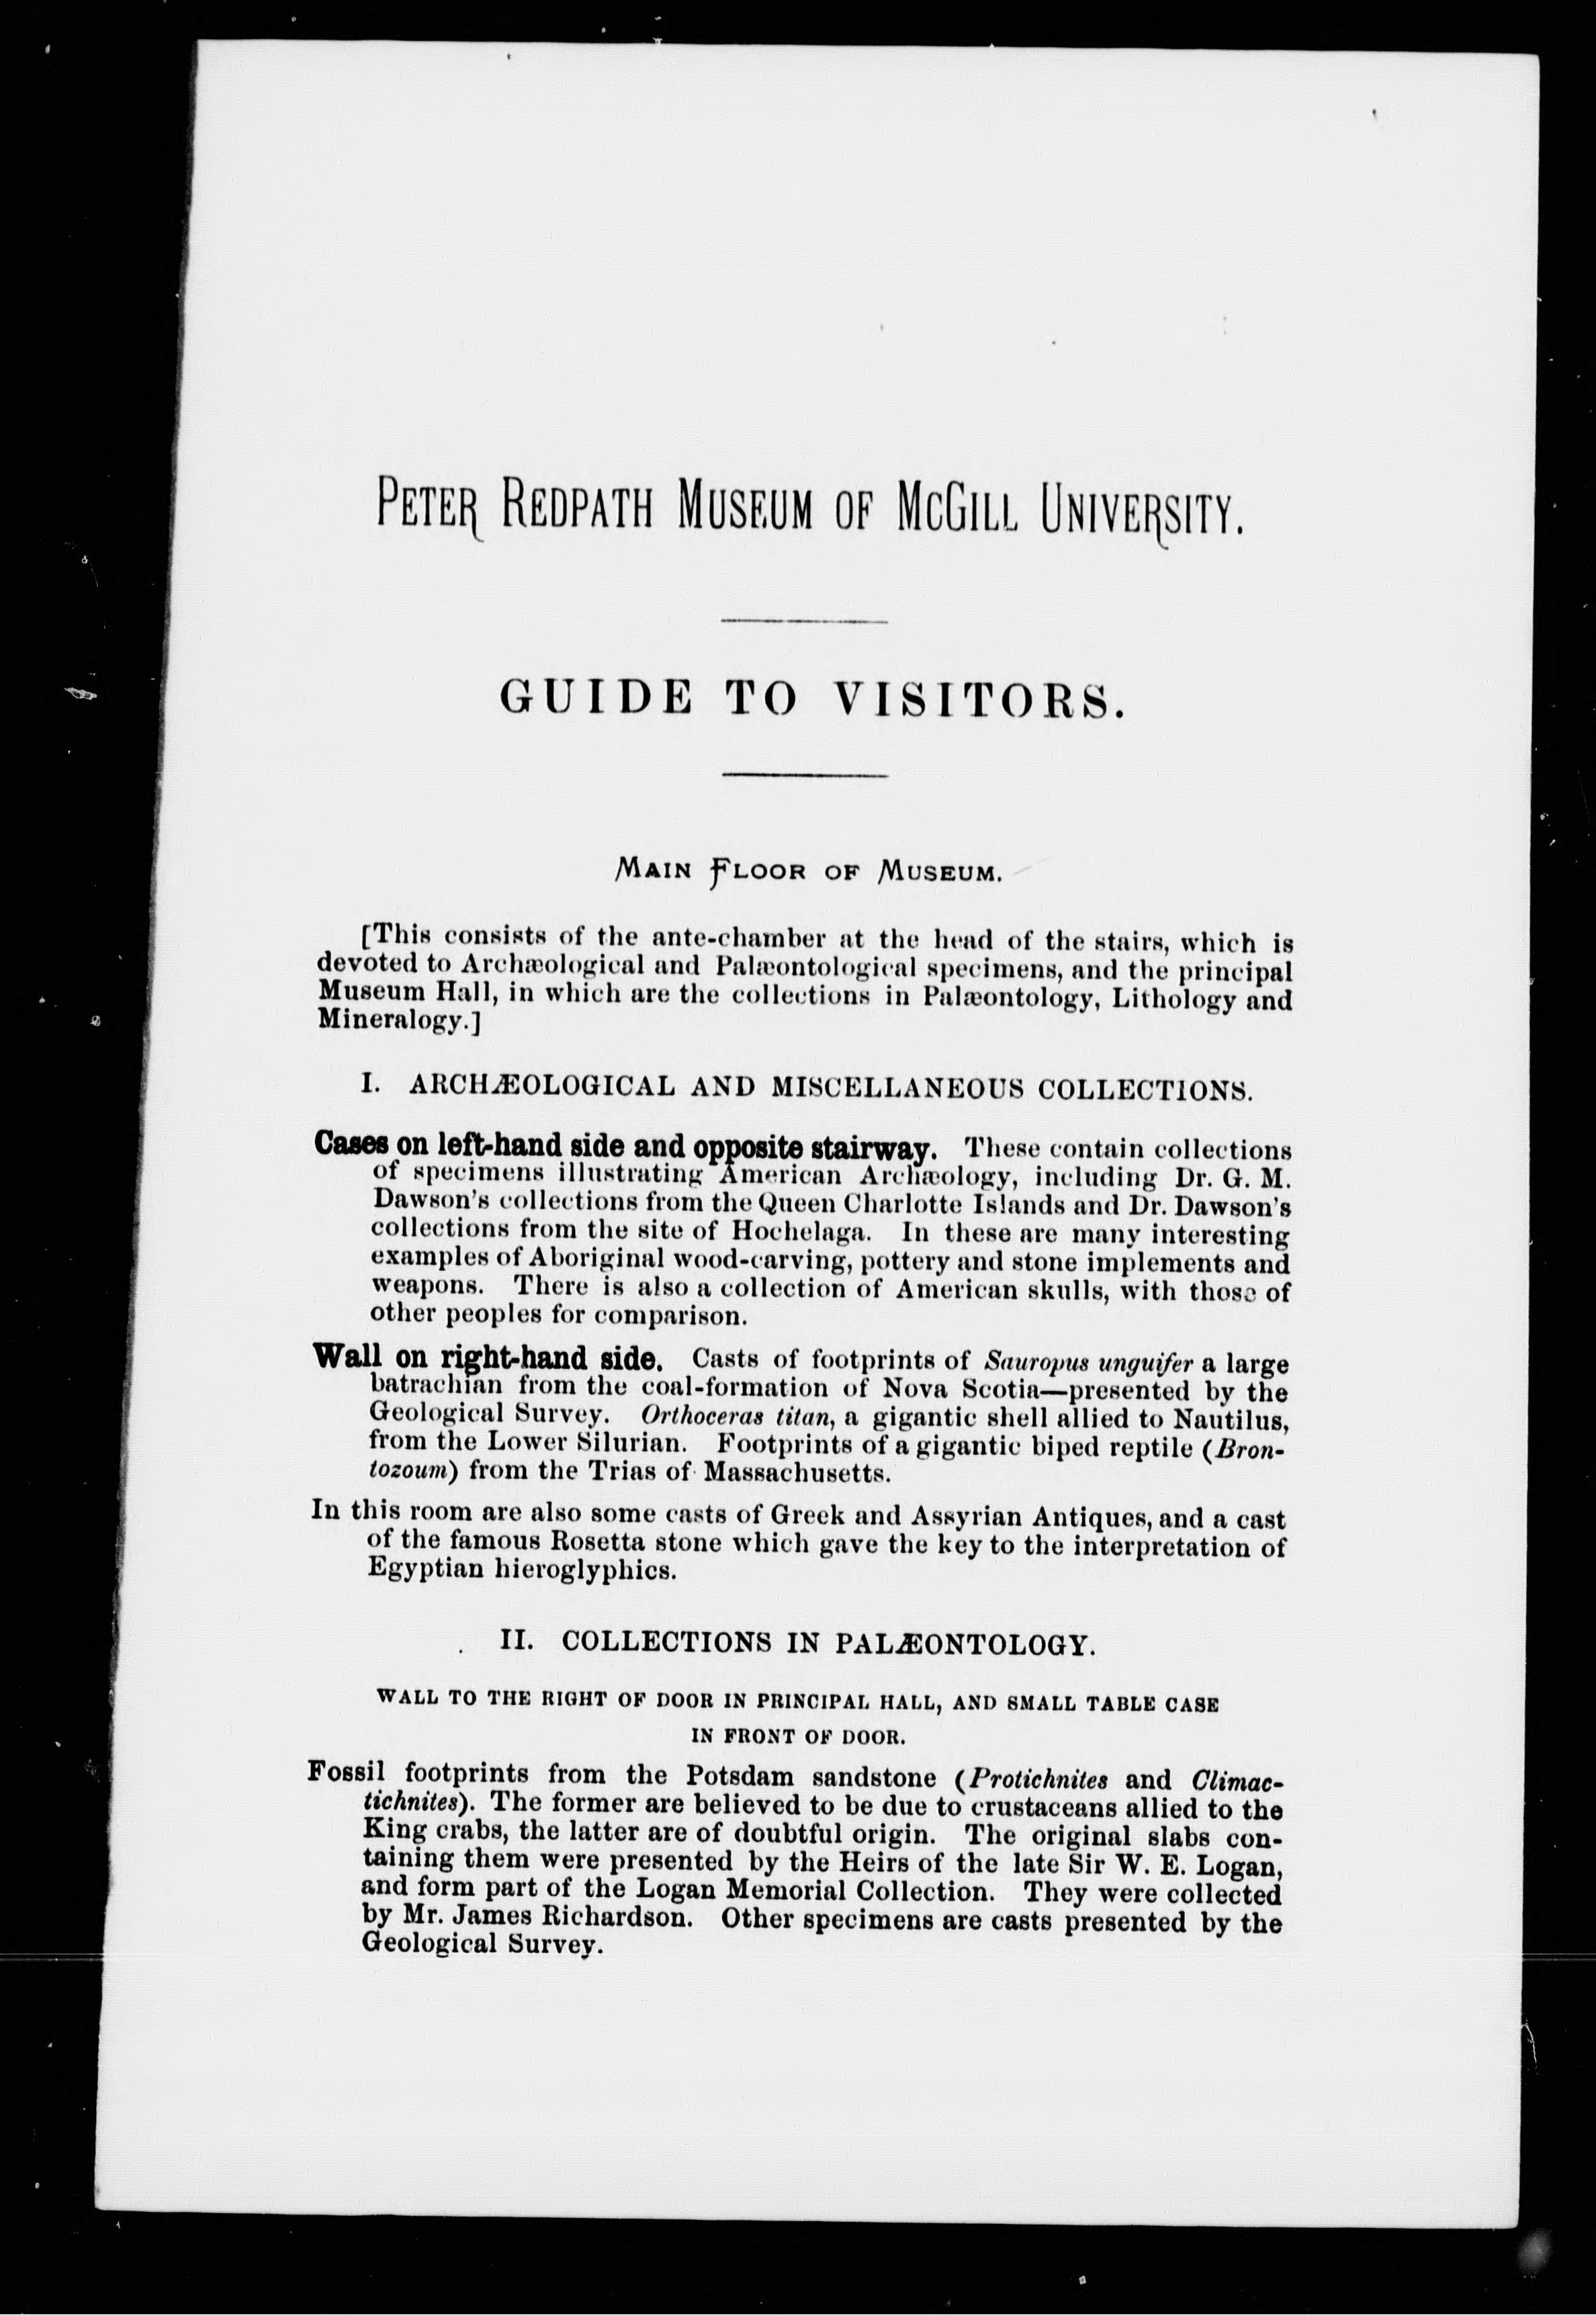 PETER REDPATH MUSEUM OF MCGILL UNIVERSITY.
GUIDE TO VISITORS.
MAIN FLOOR OF MUSEUM.
[This consists of the ante-chamber at the head of the stairs, which is
devoted to Archæological and Palæontological specimens, and the principal
Museum Hall, in which are the collections in Palæontology, Lithology and
Mineralogy.]
I. ARCHÆOLOGICAL AND MISCELLANEOUS COLLECTIONS.
Cases on left-hand side and opposite stairway. These contain collections
of specimens illustrating American Archæology, including Dr. G. M.
Dawson's collections from the Queen Charlotte Islands and Dr. Dawson's
collections from the site of Hochelaga. In these are many interesting
examples of Aboriginal wood-carving, pottery and stone implements and
weapons. There is also a collection of American skulls, with those of
other peoples for comparison.
Wall on right-hand side. Casts of footprints of Sauropus unguifer a large
batrachian from the coal-formation of Nova Scotia—presented by the
Geological Survey. Orthoceras titan, a gigantic shell allied to Nautilus,
from the Lower Silurian. Footprints of a gigantic biped reptile (Bron-
tozoum) from the Trias of Massachusetts.
In this room are also some casts of Greek and Assyrian Antiques, and a cast
of the famous Rosetta stone which gave the key to the interpretation of
Egyptian hieroglyphics.
II. COLLECTIONS IN PALÆONTOLOGY.
WALL TO THE RIGHT OF DOOR IN PRINCIPAL HALL, AND SMALL TABLE CASE
IN FRONT OF DOOR.
Fossil footprints from the Potsdam sandstone (Protichnites and Climac-
tichnites). The former are believed to be due to crustaceans allied to the
King crabs, the latter are of doubtful origin. The original slabs con-
taining them were presented by the Heirs of the late Sir W. E. Logan,
and form part of the Logan Memorial Collection. They were collected
by Mr. James Richardson. Other specimens are casts presented by the
Geological Survey.